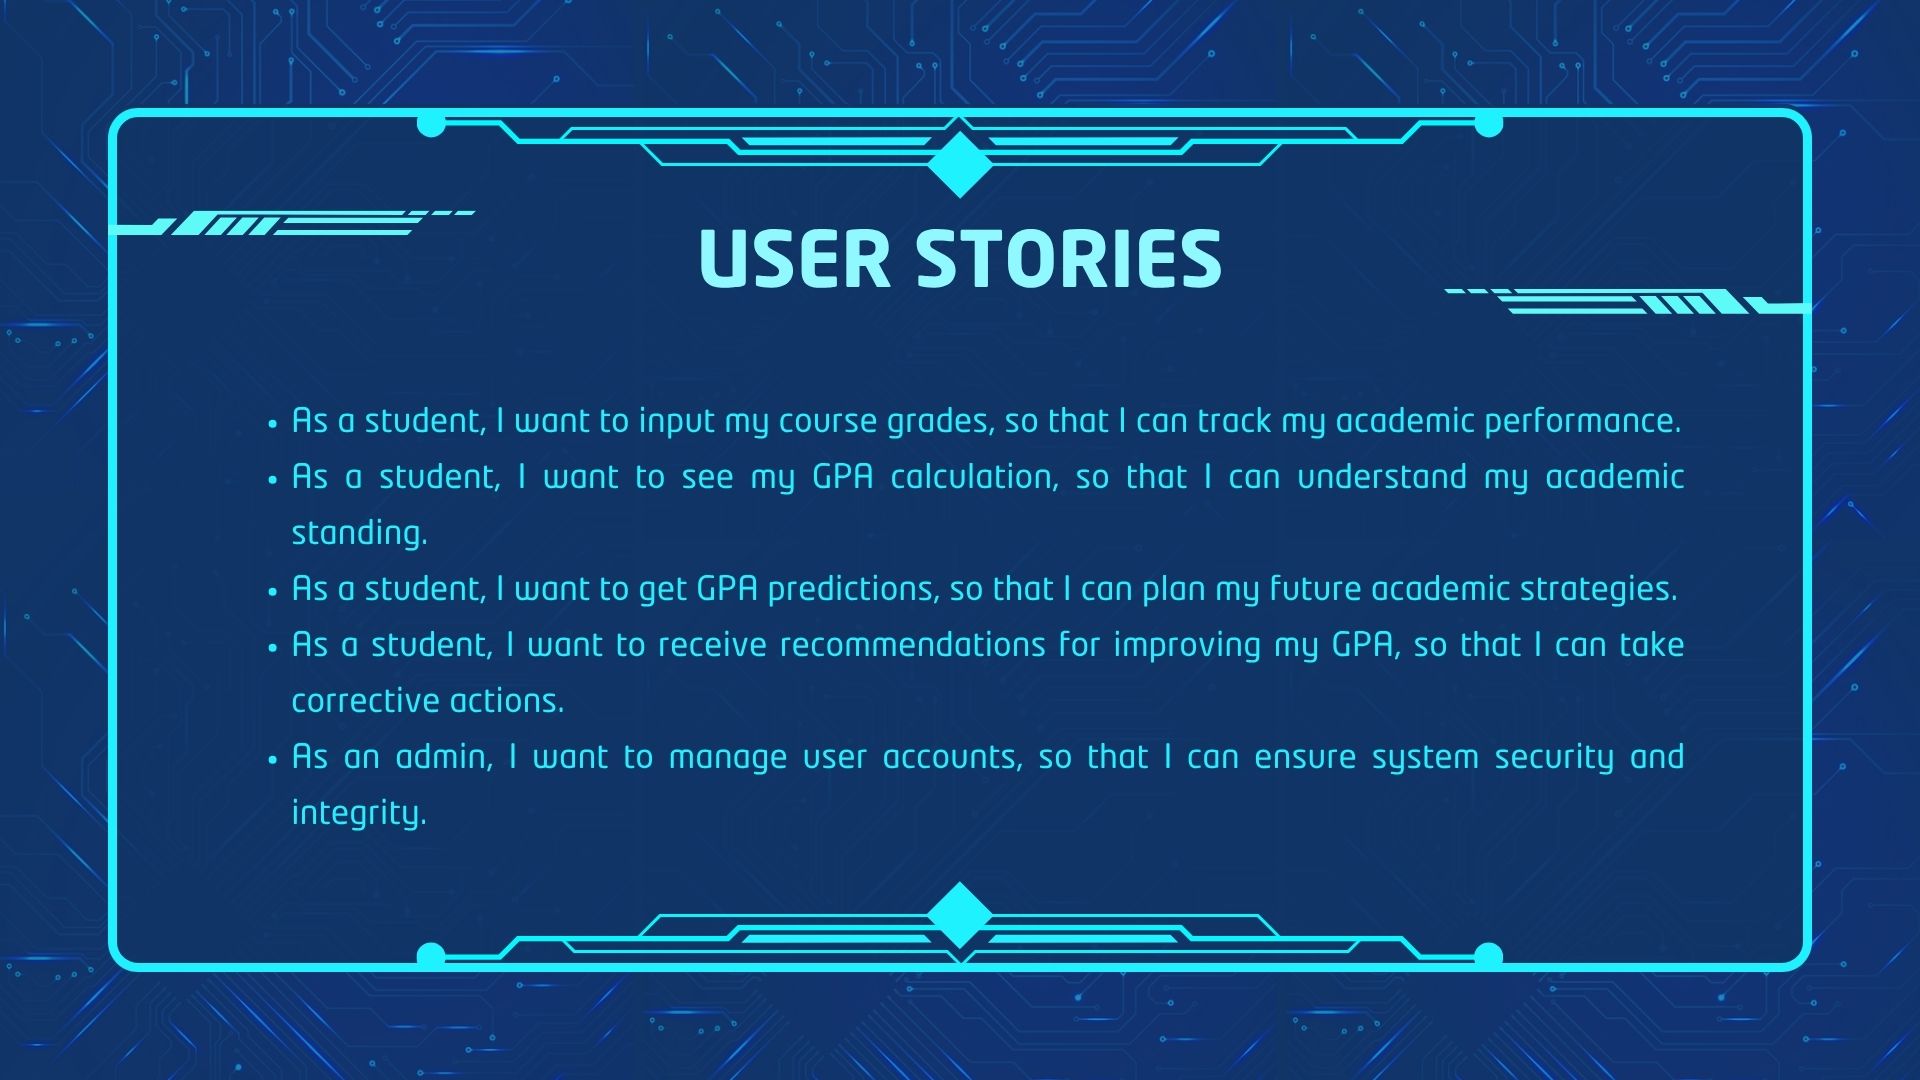 USER STORIES
• As a student, I want to input my course grades, so that I can track my academic performance.
• As a student, I want to see my GPA calculation, so that I can understand my academic
standing.
• As a student, I want to get GPA predictions, so that I can plan my future academic strategies.
• As a student, I want to receive recommendations for improving my GPA, so that I can take
corrective actions.
• As an admin, I want to manage user accounts, so that I can ensure system security and
integrity.